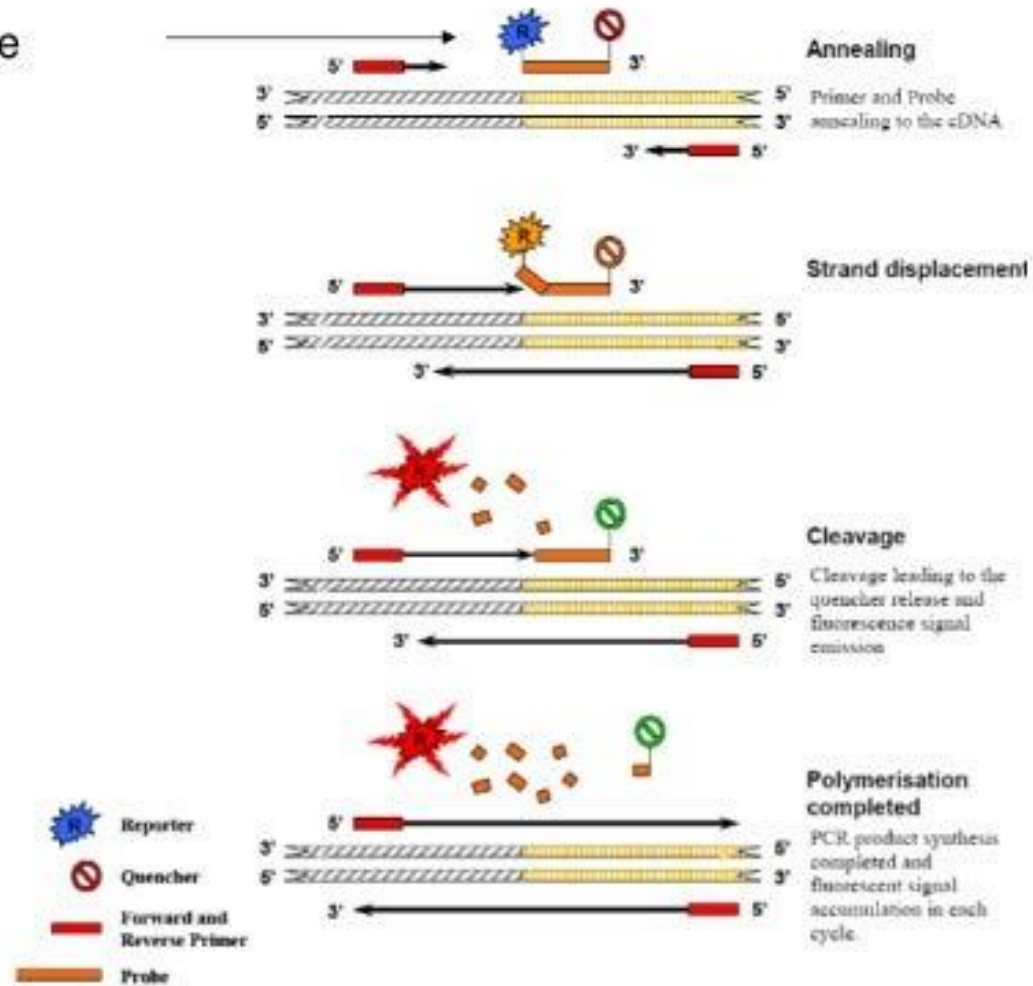 e
R
5' 3'
Annealing
3' 5'
Primer and Probe
5' 3'
annealing to the cDNA
3' 5'
R
Strand displacement
5' 3'
3' 5'
5' 3'
3' 5'
Cleavage
5' 3'
3' 5'
Cleavage leading to the
5' 3'
quencher release and
fluorescence signal
3' 5'
emission
Polymerisation
completed
R Reporter
5'
PCR product synthesis
3' 5'
completed and
Quencher
5' 3'
fluorescent signal
accumulation in each
3' 5'
cycle.
Forward and
Reverse Primer
Probe